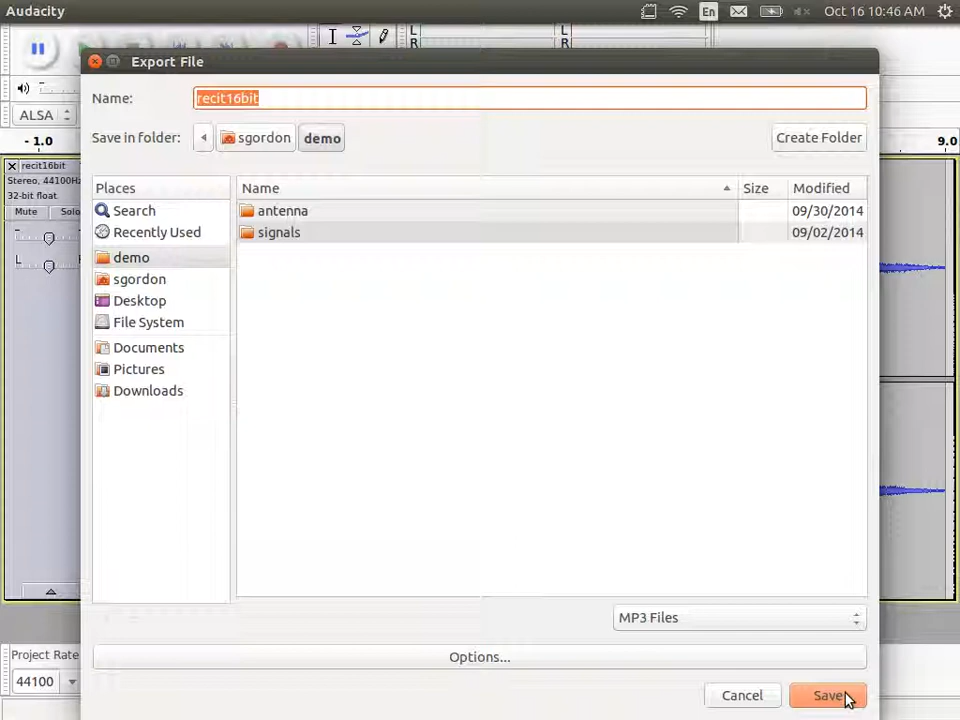 Audacity En Oct 16 10:46 AM
L L
R R
Export File
Name: recit16bit
ALSA
Save in folder: sgordon demo Create Folder
- 1.0 9.0
recit16bit
Stereo, 44100Hz
32-bit float
Mute Solo
- +
L R
Places Name Size Modified
Search antenna 09/30/2014
Recently Used signals 09/02/2014
demo
sgordon
Desktop
File System
Documents
Pictures
Downloads
MP3 Files
Project Rate Options...
44100 Cancel Save